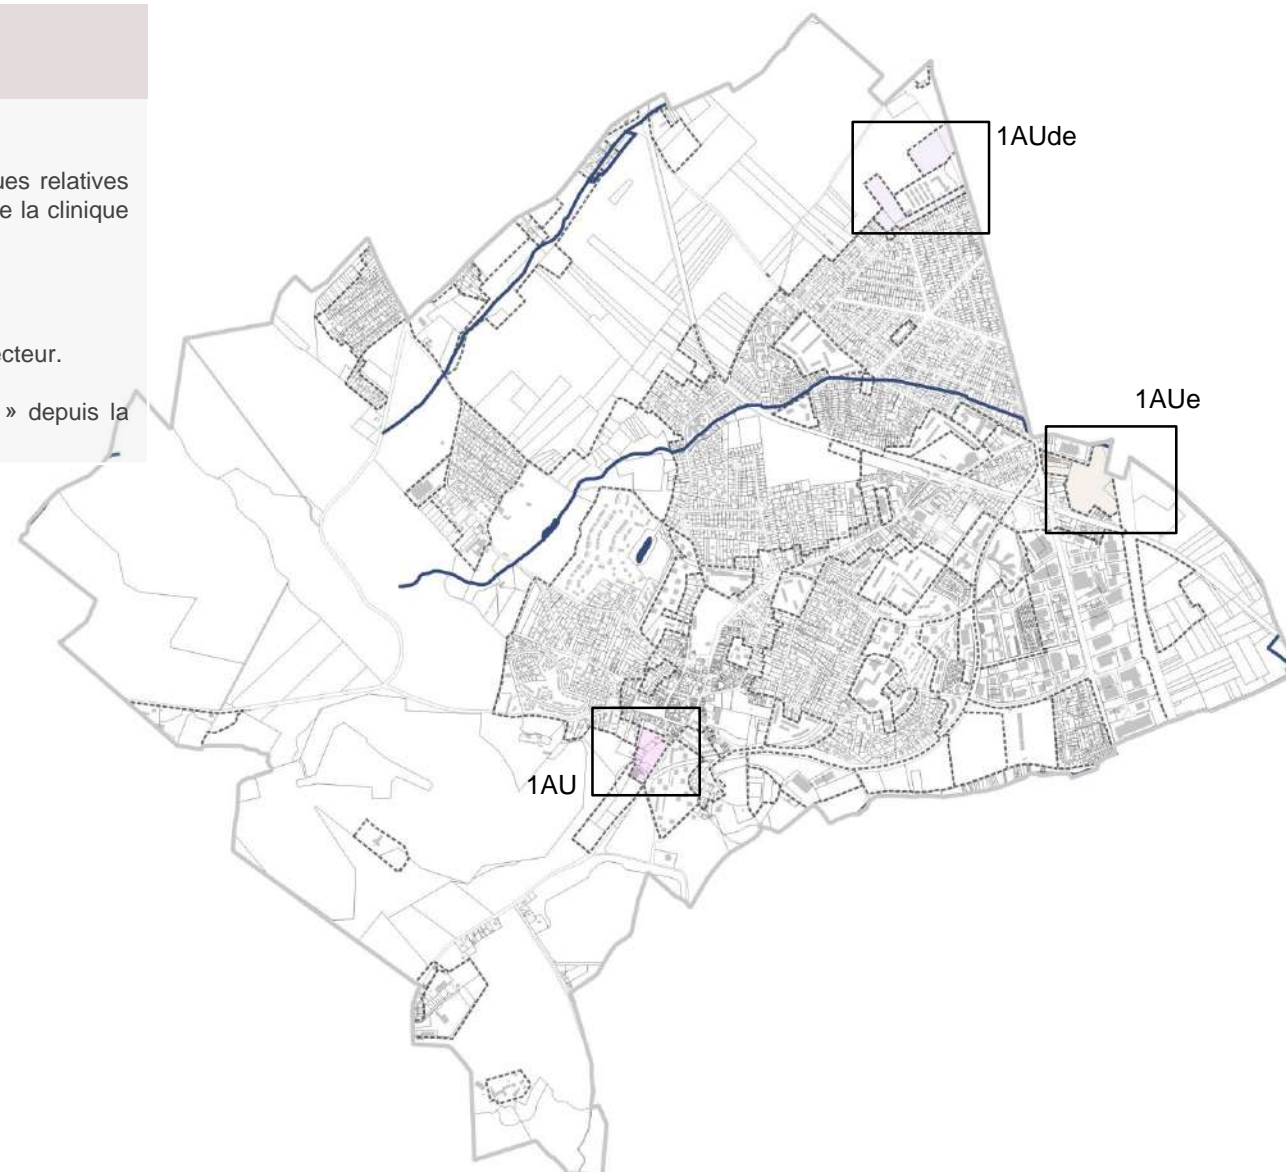 ues relatives
e la clinique
ecteur.
» depuis la
1AUde
1AUe
1AU